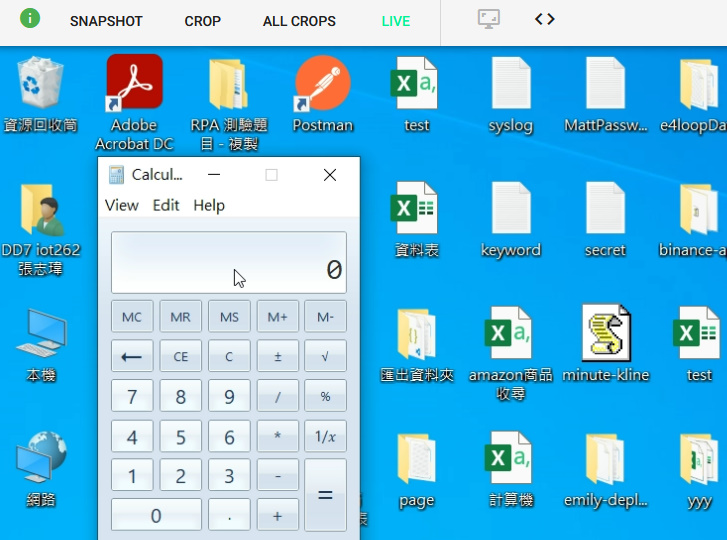 SNAPSHOT CROP ALL CROPS LIVE
資源回收筒
Adobe
Acrobat DC
RPA 測驗題
目 - 複製
Postman
test
syslog
MattPassw...
e4loopDa
Calcul...
View Edit Help
0
MC MR MS M+ M-
← CE C ± √
7 8 9 / %
4 5 6 * 1/x
1 2 3 - =
0 . +
DD7 iot262
張志瑋
資料表
keyword
secret
binance-a
本機
匯出資料夾
amazon商品
收尋
minute-kline
test
網路
page
計算機
emily-depl...
yyy